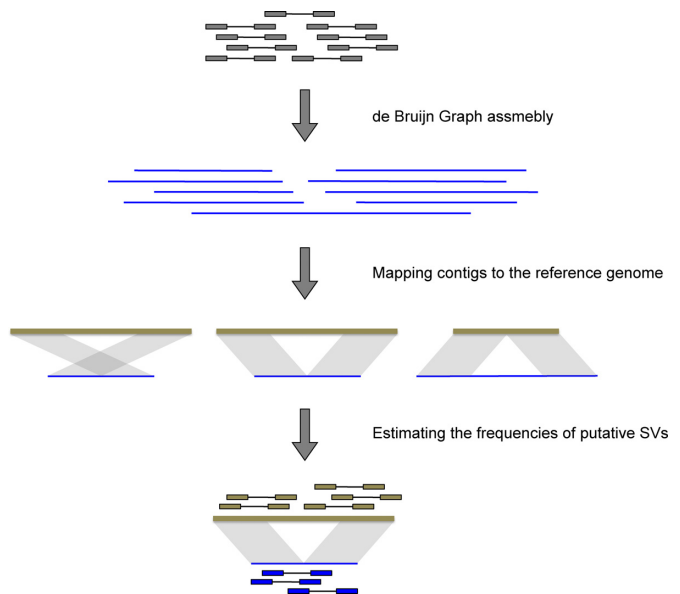 de Bruijn Graph assmebly
Mapping contigs to the reference genome
Estimating the frequencies of putative SVs